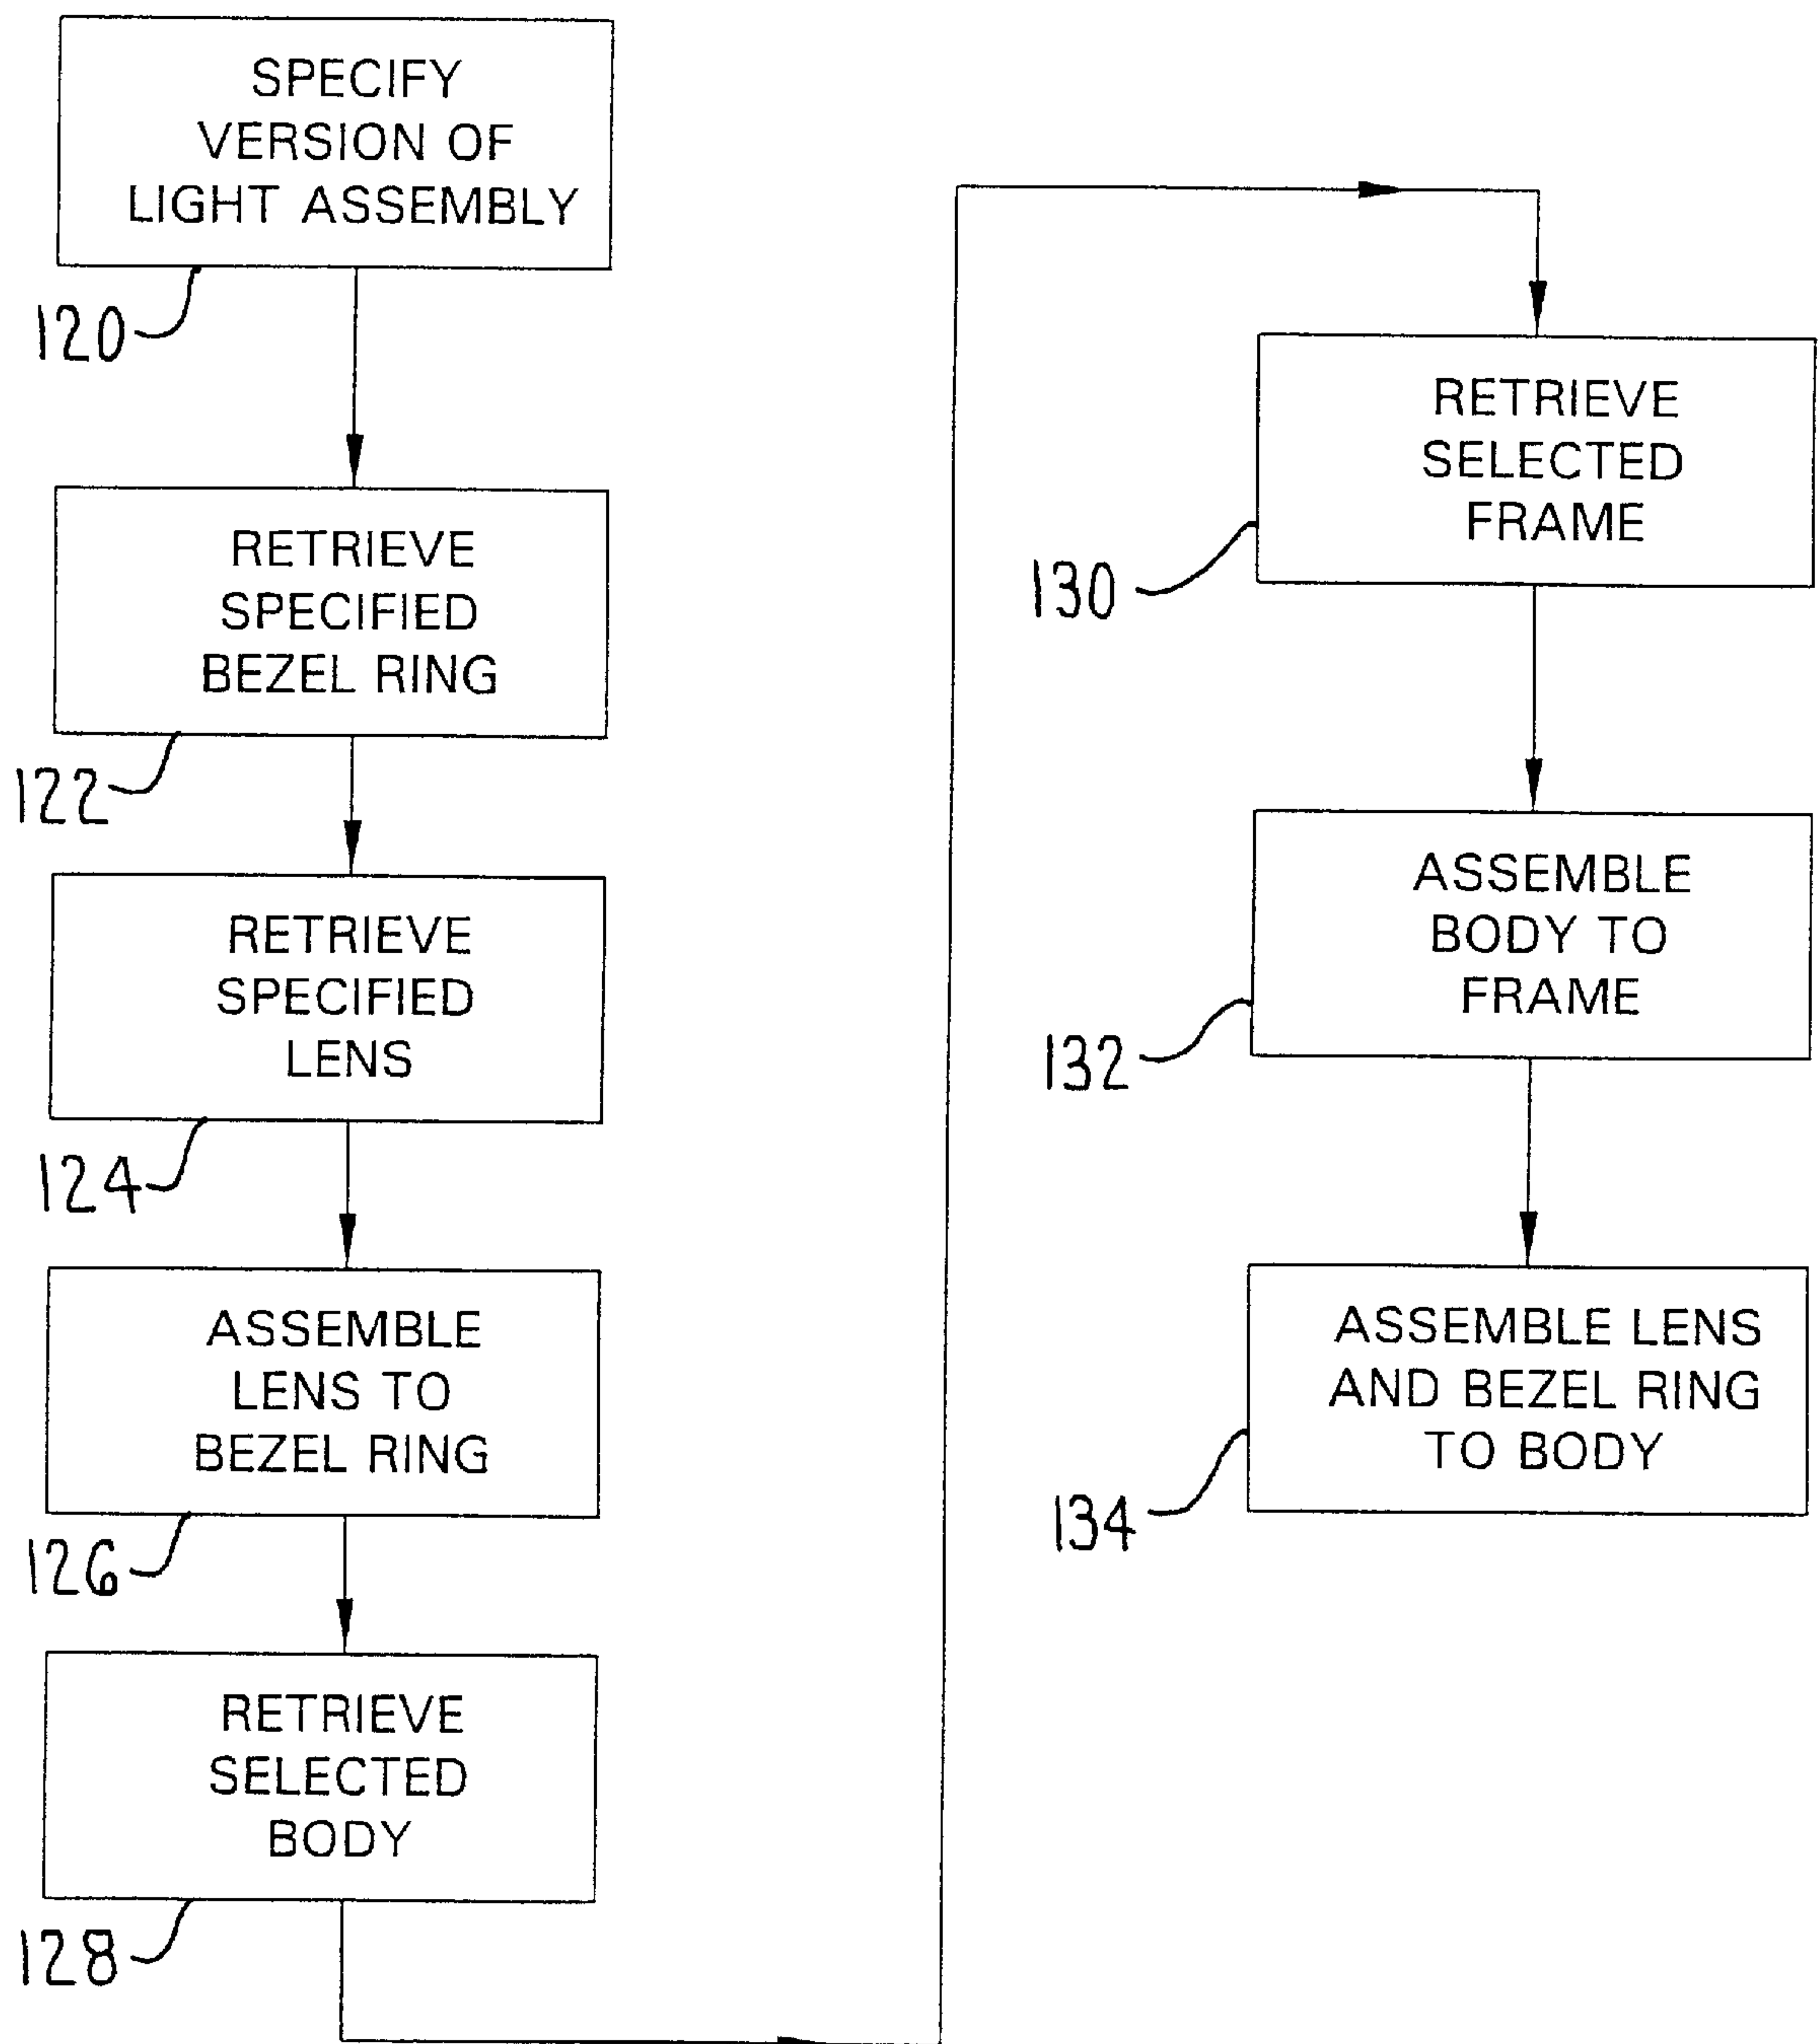 SPECIFY
VERSION OF
LIGHT ASSEMBLY
120
RETRIEVE
SPECIFIED
BEZEL RING
122
RETRIEVE
SPECIFIED
LENS
124
ASSEMBLE
LENS TO
BEZEL RING
126
RETRIEVE
SELECTED
BODY
128
RETRIEVE
SELECTED
FRAME
130
ASSEMBLE
BODY TO
FRAME
132
ASSEMBLE LENS
AND BEZEL RING
TO BODY
134